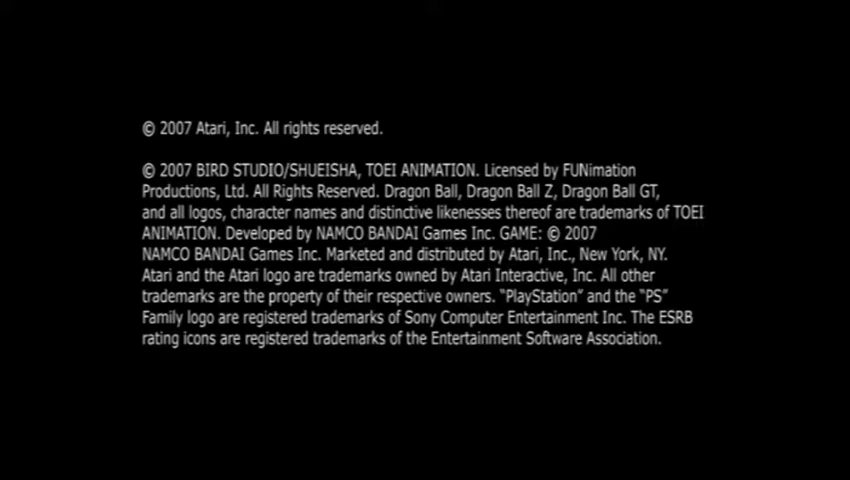 © 2007 Atari, Inc. All rights reserved.
© 2007 BIRD STUDIO/SHUEISHA, TOEI ANIMATION. Licensed by FUNimation
Productions, Ltd. All Rights Reserved. Dragon Ball, Dragon Ball Z, Dragon Ball GT,
and all logos, character names and distinctive likenesses thereof are trademarks of TOEI
ANIMATION. Developed by NAMCO BANDAI Games Inc. GAME: © 2007
NAMCO BANDAI Games Inc. Marketed and distributed by Atari, Inc., New York, NY.
Atari and the Atari logo are trademarks owned by Atari Interactive, Inc. All other
trademarks are the property of their respective owners. “PlayStation” and the “PS”
Family logo are registered trademarks of Sony Computer Entertainment Inc. The ESRB
rating icons are registered trademarks of the Entertainment Software Association.